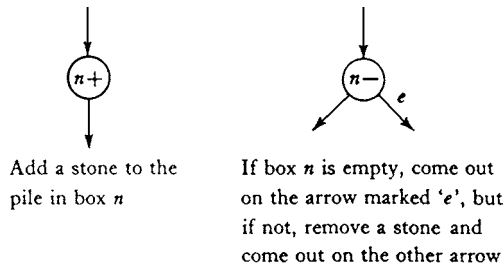 n+
n−
e
Add a stone to the
pile in box n
If box n is empty, come out
on the arrow marked ‘e’, but
if not, remove a stone and
come out on the other arrow